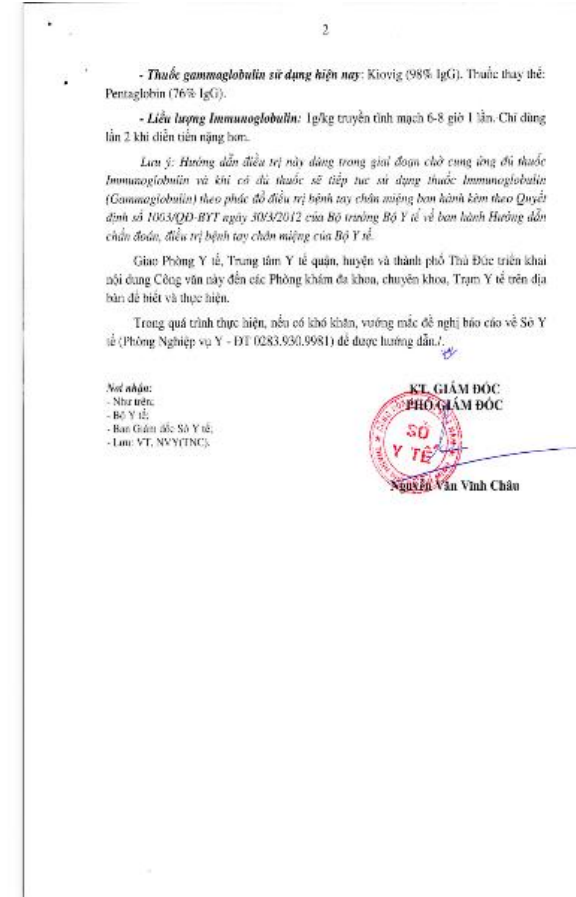 2
- Thuốc gammaglobulin sử dụng hiện nay: Kiovig (98% IgG). Thuốc thay thế:
Pentaglobin (76% IgG).
- Liều lượng Immunoglobulin: 1g/kg truyền tĩnh mạch 6-8 giờ 1 lần. Chỉ dùng
lần 2 khi diễn tiến nặng hơn.
Lưu ý: Hướng dẫn điều trị này dùng trong giai đoạn chờ cung ứng đủ thuốc
Immunoglobulin và khi có đủ thuốc sẽ tiếp tục sử dụng thuốc Immunoglobulin
(Gammaglobulin) theo phác đồ điều trị bệnh tay chân miệng ban hành kèm theo Quyết
định số 1003/QĐ-BYT ngày 30/3/2012 của Bộ trưởng Bộ Y tế về ban hành Hướng dẫn
chẩn đoán, điều trị bệnh tay chân miệng của Bộ Y tế.
Giao Phòng Y tế, Trung tâm Y tế quận, huyện và thành phố Thủ Đức triển khai
nội dung Công văn này đến các Phòng khám đa khoa, chuyên khoa, Trạm Y tế trên địa
bàn để biết và thực hiện.
Trong quá trình thực hiện, nếu có khó khăn, vướng mắc đề nghị báo cáo về Sở Y
tế (Phòng Nghiệp vụ Y - ĐT 0283.930.9981) để được hướng dẫn./.
Nơi nhận:
- Như trên;
- Bộ Y tế;
- Ban Giám đốc Sở Y tế;
- Lưu: VT, NVY(TNC).
KT. GIÁM ĐỐC
PHÓ GIÁM ĐỐC
SỞ
Y TẾ
Nguyễn Văn Vĩnh Châu